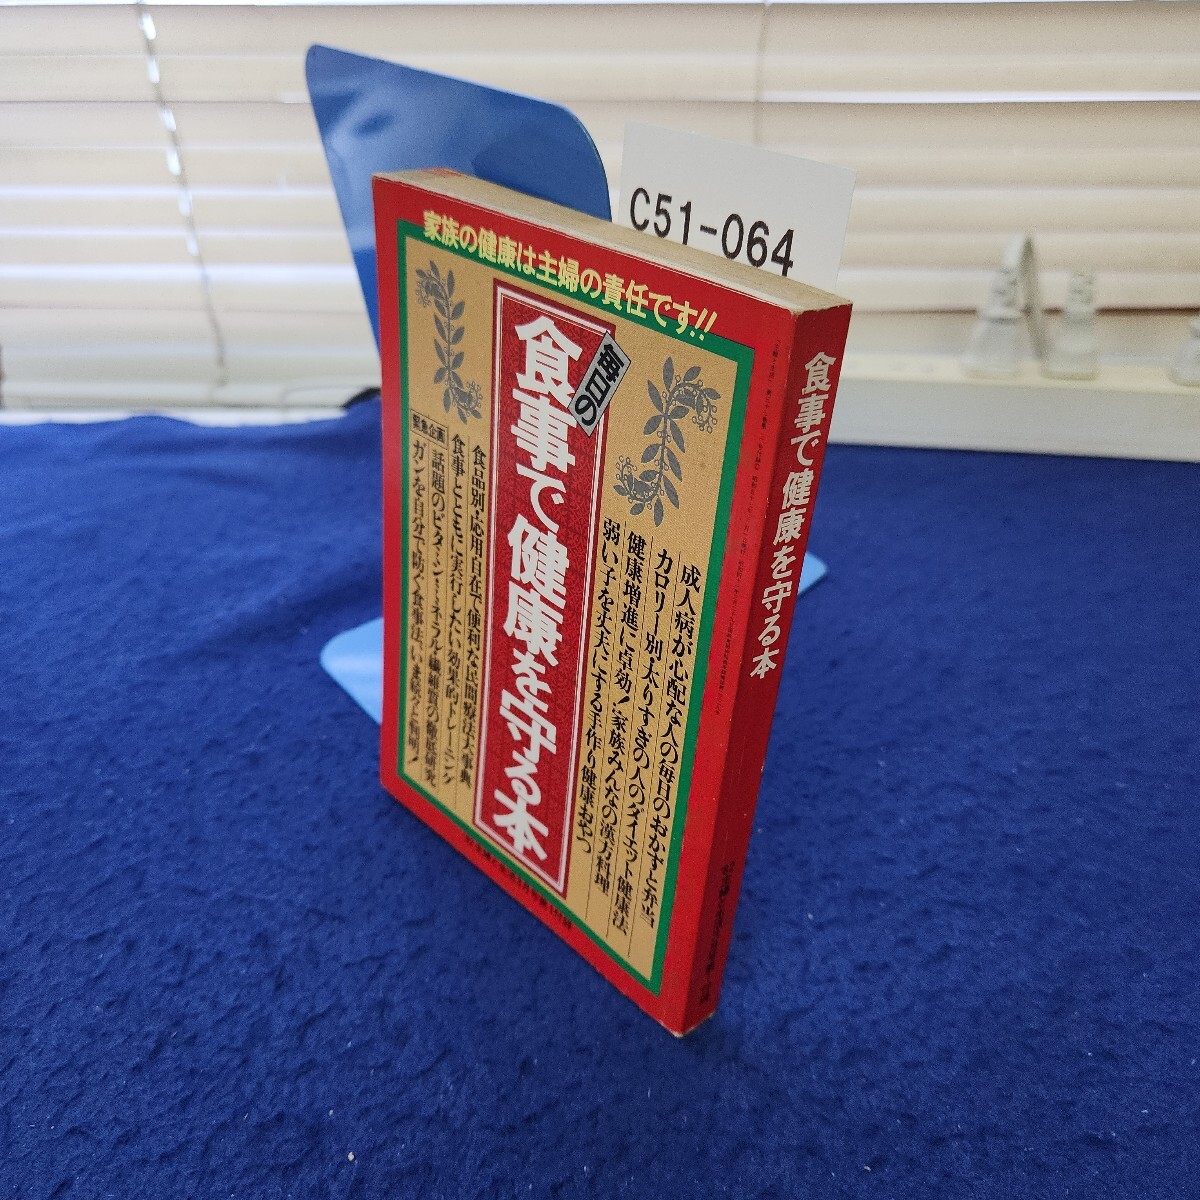 C51-064
家族の健康は主婦の責任です!!
毎日の
食事で健康を守る本
成人病が心配な人の毎日のおかずと弁当
カロリー別・太りすぎの人のダイエット健康法
健康増進に卓効!家族みんなの漢方料理
弱い子を丈夫にする手作り健康おやつ
食品別!応用自在で便利な民間療法大事典
食事とともに実行したい効果的トレーニング
緊急企画
話題のビタミン・ミネラル・繊維質の徹底研究
ガンを自分で防ぐ食事法、いま続々と判明!
食事で健康を守る本